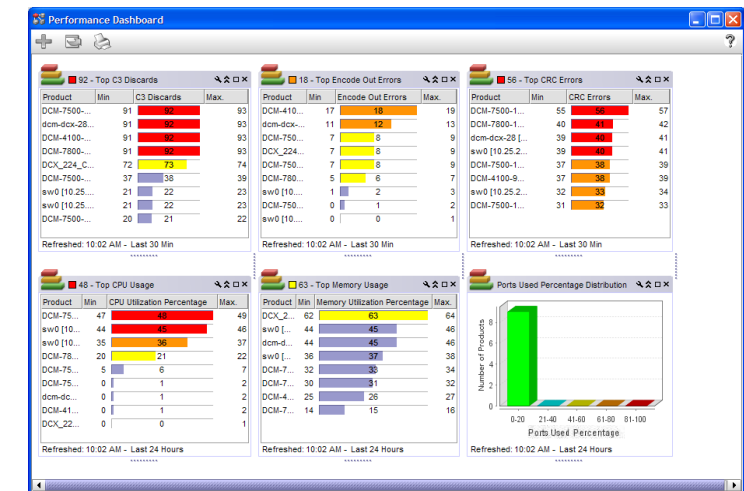 Performance Dashboard
?
92 - Top C3 Discards
Product Min C3 Discards Max.
DCM-7500-... 91 92 93
dcm-dcx-28... 91 92 93
DCM-4100-... 91 92 93
DCM-7800-... 91 92 93
DCX_224_C... 72 73 74
DCM-7500-... 37 38 39
sw0 [10.25.... 21 22 23
sw0 [10.25.... 21 22 23
DCM-7500-... 20 21 22
Refreshed: 10:02 AM - Last 30 Min
18 - Top Encode Out Errors
Product Min Encode Out Errors Max.
DCM-410... 17 18 19
dcm-dcx-... 11 12 13
DCM-750... 7 8 9
DCX_224... 7 8 9
DCM-750... 7 8 9
DCM-780... 5 6 7
sw0 [10.... 1 2 3
DCM-750... 0 1 2
sw0 [10.... 0 0 1
Refreshed: 10:02 AM - Last 30 Min
56 - Top CRC Errors
Product Min CRC Errors Max.
DCM-7500-1... 55 56 57
DCM-7800-1... 40 41 42
dcm-dcx-28 [... 39 40 41
sw0 [10.25.2... 39 40 41
DCM-7500-1... 37 38 39
DCM-4100-9... 37 38 39
sw0 [10.25.2... 32 33 34
DCM-7500-1... 31 32 33
Refreshed: 10:02 AM - Last 30 Min
48 - Top CPU Usage
Product Min CPU Utilization Percentage Max.
DCM-75... 47 48 49
sw0 [10... 44 45 46
sw0 [10... 35 36 37
DCM-78... 20 21 22
DCM-75... 5 6 7
DCM-75... 0 1 2
dcm-dc... 0 1 2
DCM-41... 0 1 2
DCX_22... 0 0 1
Refreshed: 10:02 AM - Last 24 Hours
63 - Top Memory Usage
Product Min Memory Utilization Percentage Max.
DCX_2... 62 63 64
sw0 [... 44 45 46
dcm-d... 44 45 46
sw0 [... 36 37 38
DCM-7... 32 33 34
DCM-7... 30 31 32
DCM-4... 25 26 27
DCM-7... 14 15 16
Refreshed: 10:02 AM - Last 24 Hours
Ports Used Percentage Distribution
Number of Products
8
6
4
2
0
0-20 21-40 41-60 61-80 81-100
Ports Used Percentage
Refreshed: 10:02 AM - Last 24 Hours